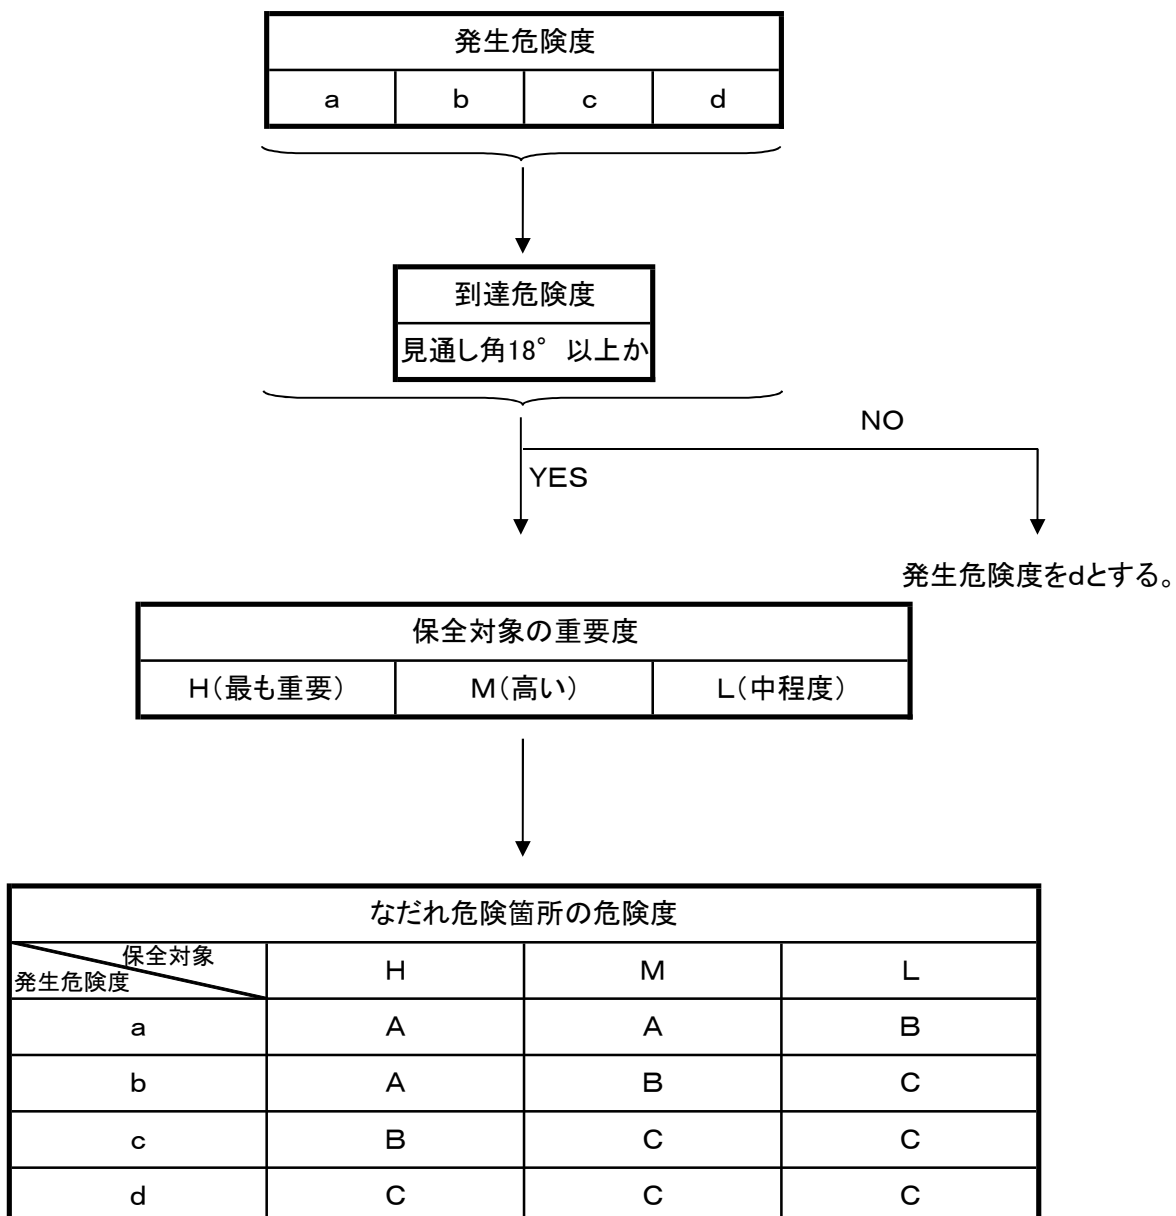 発生危険度
a b c d
到達危険度
見通し角18°以上か
NO
YES
発生危険度をdとする。
保全対象の重要度
H(最も重要) M(高い) L(中程度)
なだれ危険箇所の危険度
保全対象
発生危険度
H M L
a A A B
b A B C
c B C C
d C C C